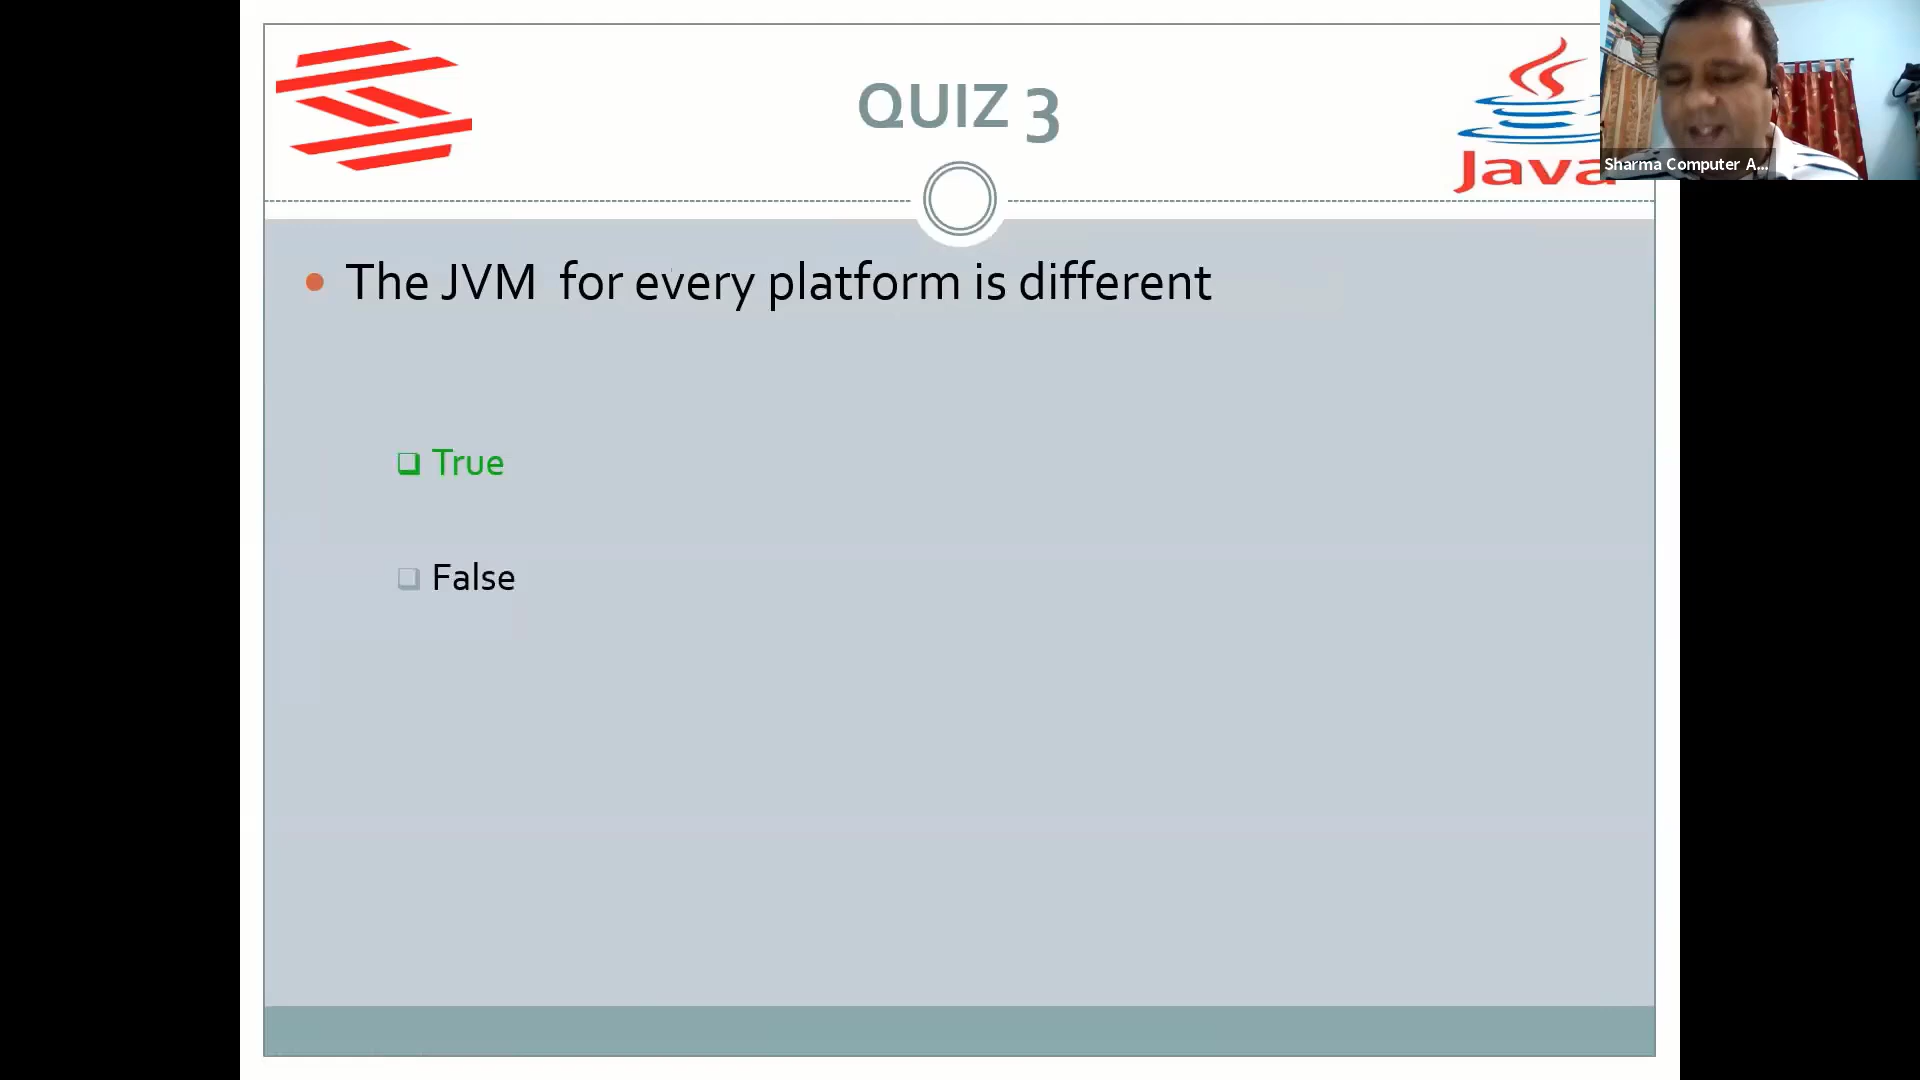 QUIZ 3
Java
Sharma Computer A...
• The JVM for every platform is different
❑ True
❑ False